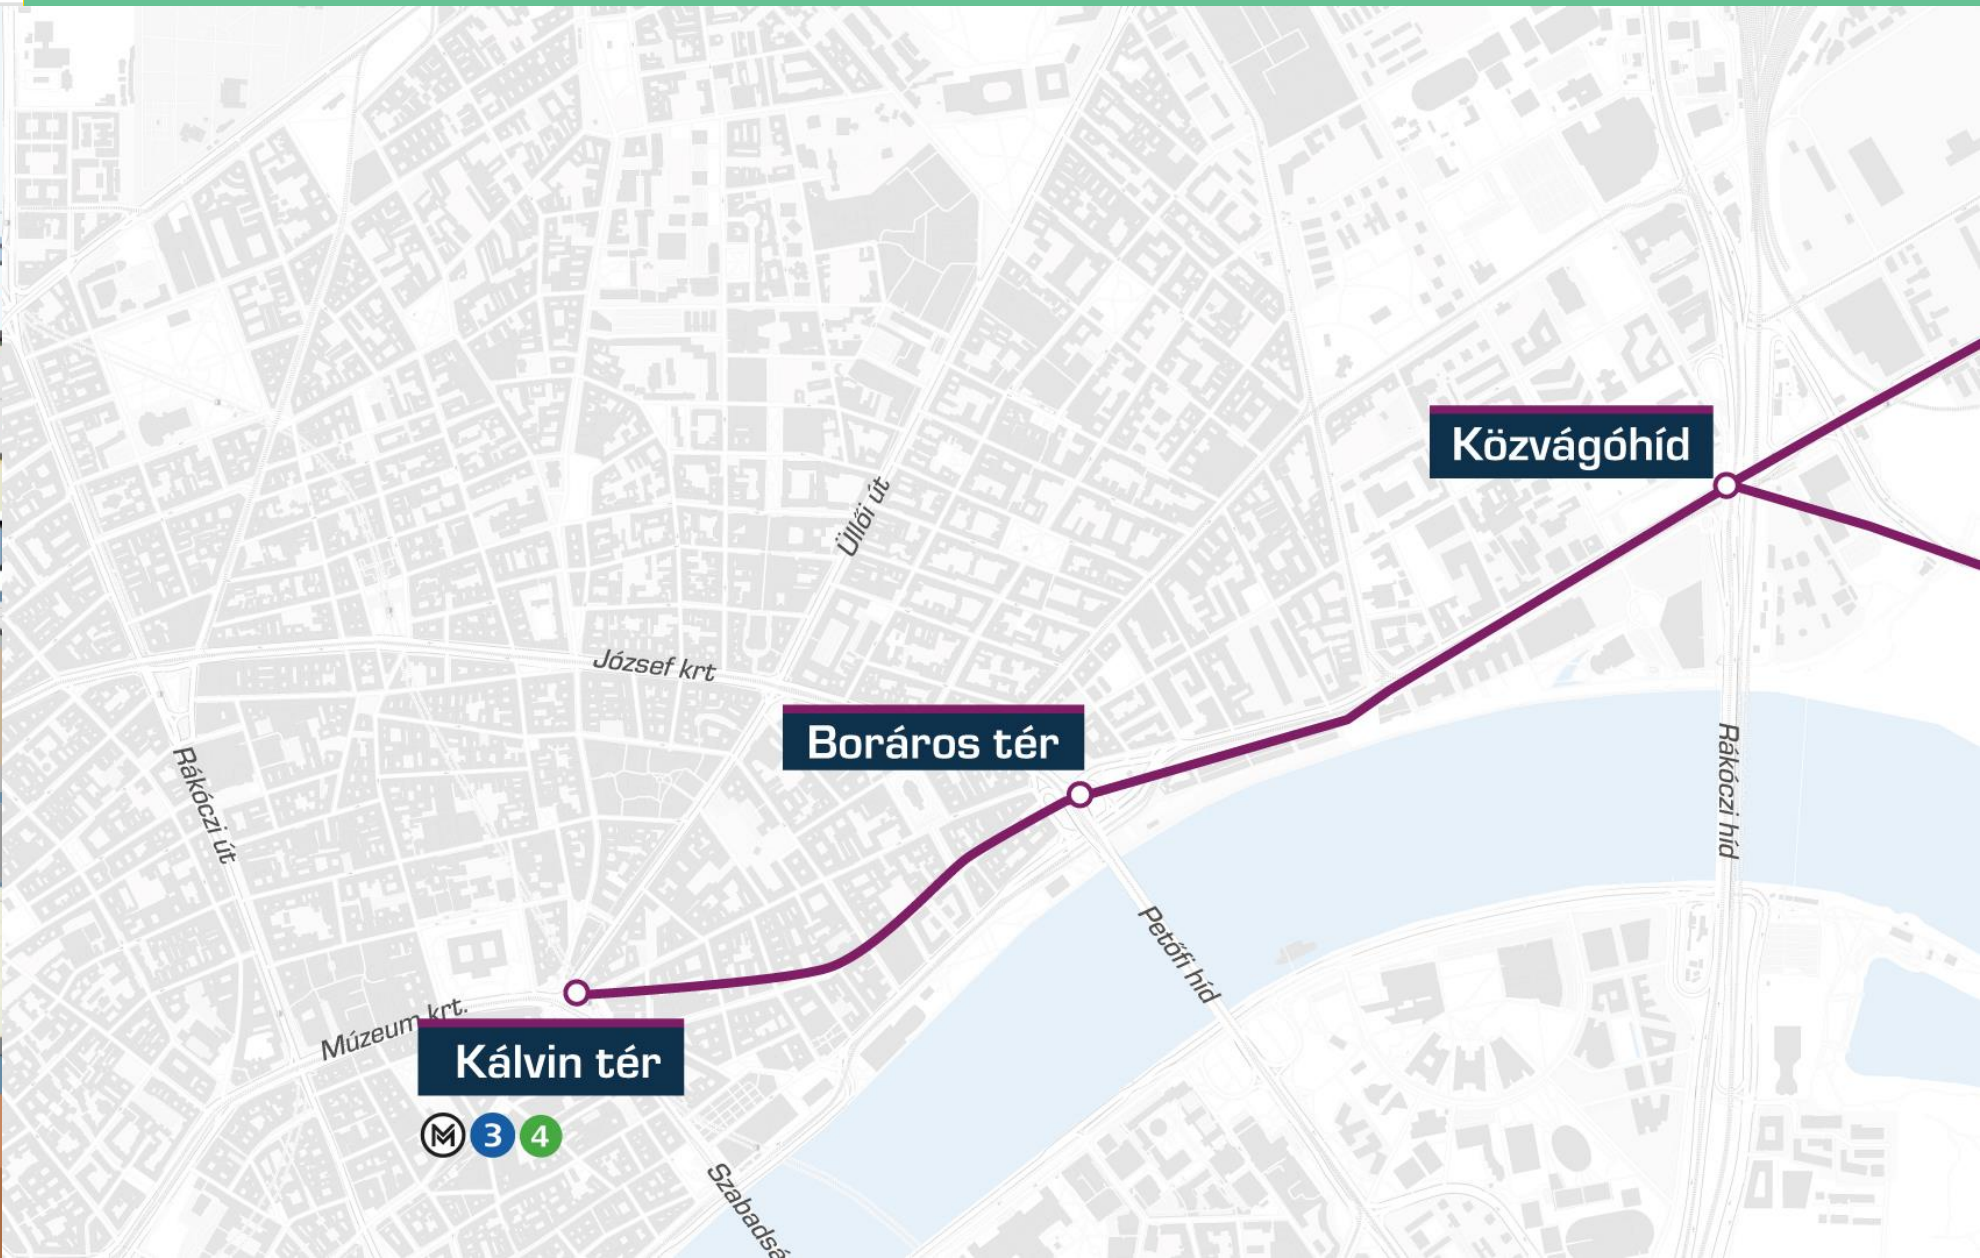 Közvágóhíd
Üllői út
József krt
Boráros tér
Rákóczi út
Rákóczi híd
Petőfi híd
Múzeum krt.
Kálvin tér
M 3 4
Szabadsá